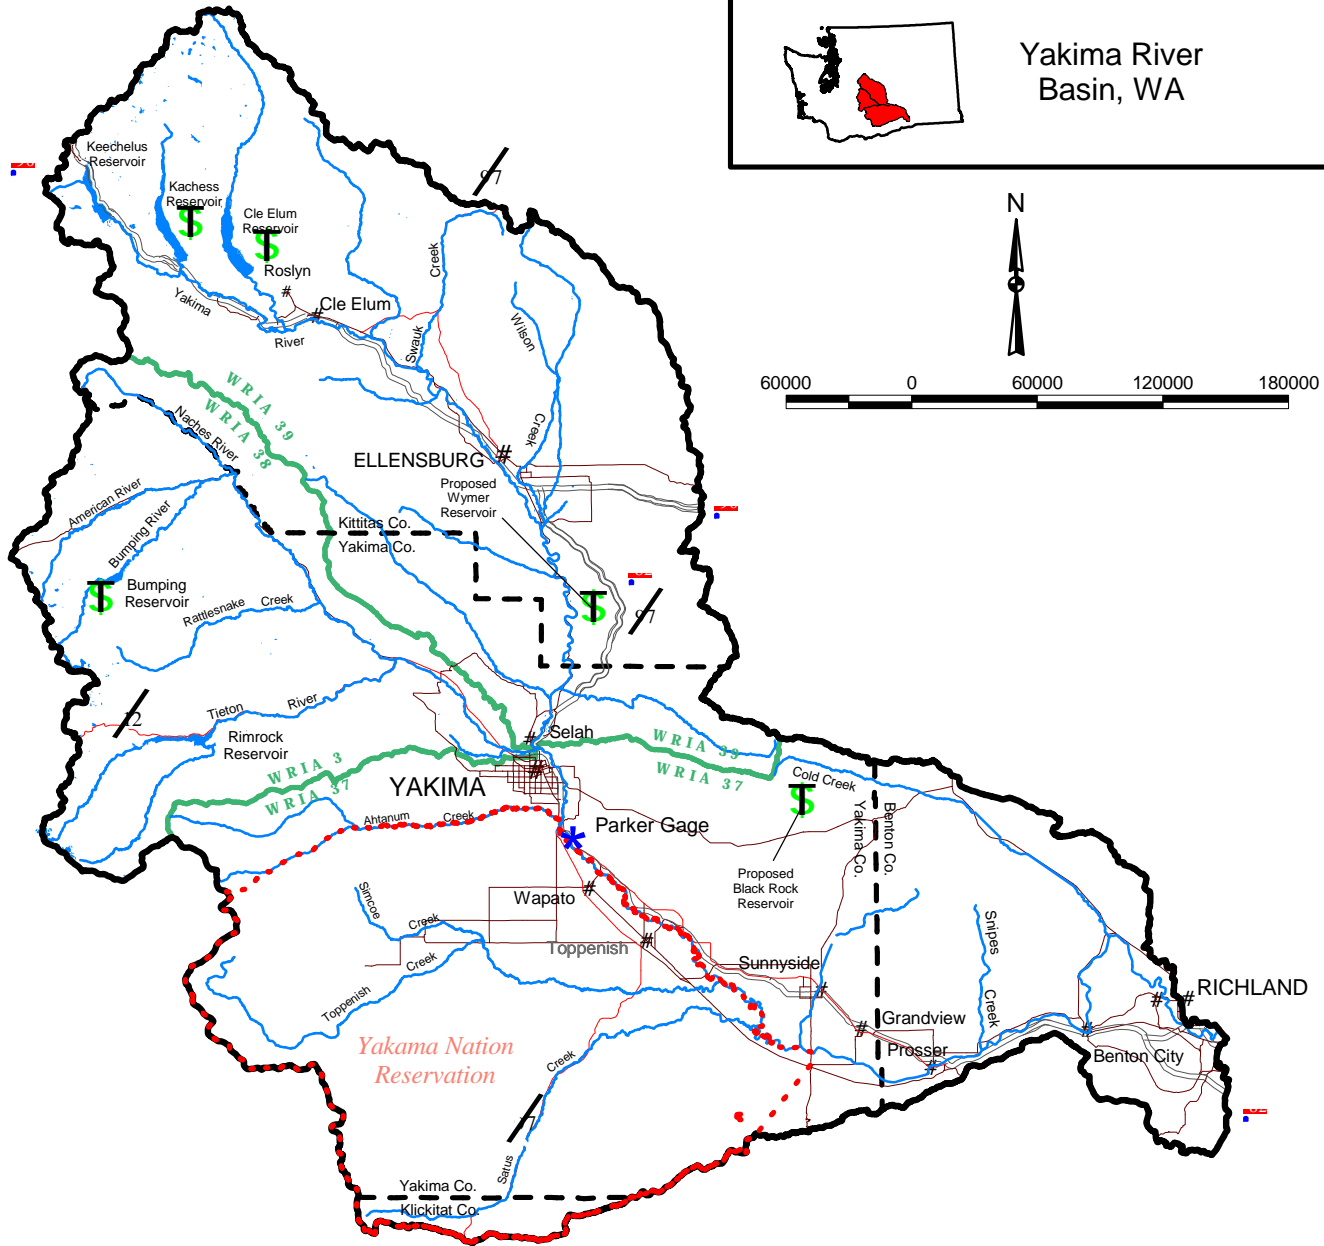 Yakima River
Basin, WA
N
60000 0 60000 120000 180000
Keechelus
Reservoir
Kachess
Reservoir
Cle Elum
Reservoir
Roslyn
Cle Elum
Yakima
River
97
Swauk
Creek
Wilson
Creek
WRIA 39
WRIA 38
Naches River
ELLENSBURG
Proposed
Wymer
Reservoir
American River
Bumping River
Kittitas Co.
Yakima Co.
Bumping
Reservoir
Rattlesnake Creek
97
12
Tieton River
Rimrock
Reservoir
Selah
WRIA 39
WRIA 37
WRIA 3
WRIA 37
YAKIMA
Cold Creek
Ahtanum Creek
Parker Gage
Benton Co.
Yakima Co.
Proposed
Black Rock
Reservoir
Simcoe
Creek
Wapato
Toppenish
Toppenish
Creek
Sunnyside
Snipes
Creek
RICHLAND
Grandview
Prosser
Benton City
Yakama Nation
Reservation
Satus
Creek
Yakima Co.
Klickitat Co.